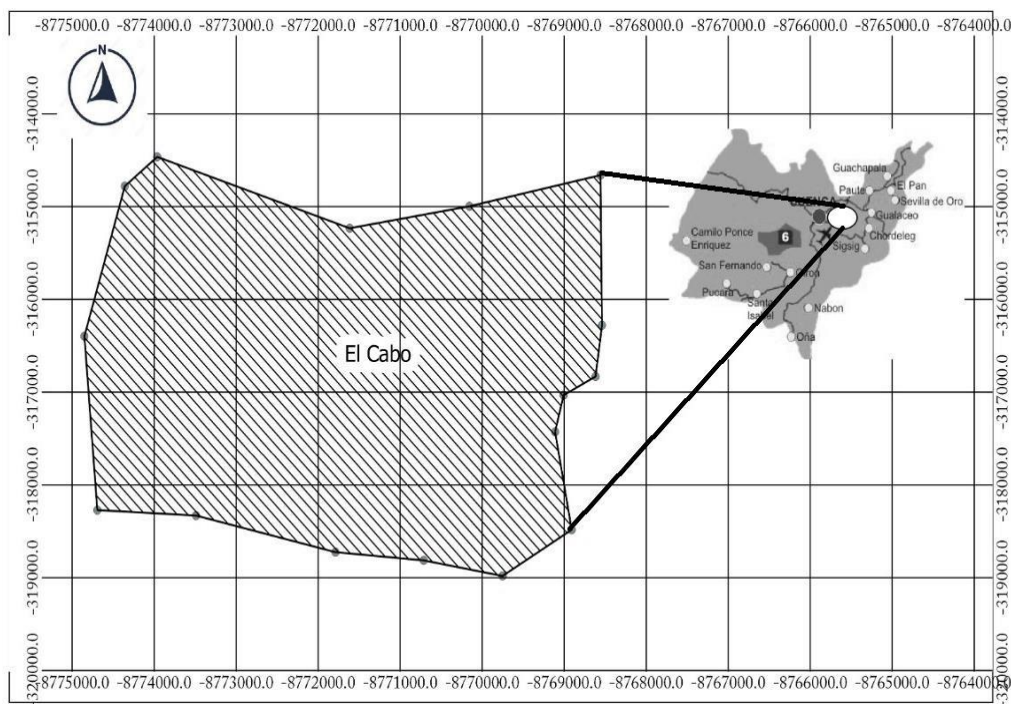 -8775000.0 -8774000.0 -8773000.0 -8772000.0 -8771000.0 -8770000.0 -8769000.0 -8768000.0 -8767000.0 -8766000.0 -8765000.0 -8764000.0
N
-314000.0
-315000.0
-316000.0
-317000.0
-318000.0
-319000.0
-320000.0
El Cabo
Guachapala
Paute
El Pan
Sevilla de Oro
Gualaceo
Chordeleg
Sigsig
Camilo Ponce
Enriquez
6
San Fernando
Giron
Pucara
Santa
Isabel
Nabon
Oña
-314000.0
-315000.0
-316000.0
-317000.0
-318000.0
-319000.0
-320000.0
-8775000.0 -8774000.0 -8773000.0 -8772000.0 -8771000.0 -8770000.0 -8769000.0 -8768000.0 -8767000.0 -8766000.0 -8765000.0 -8764000.0